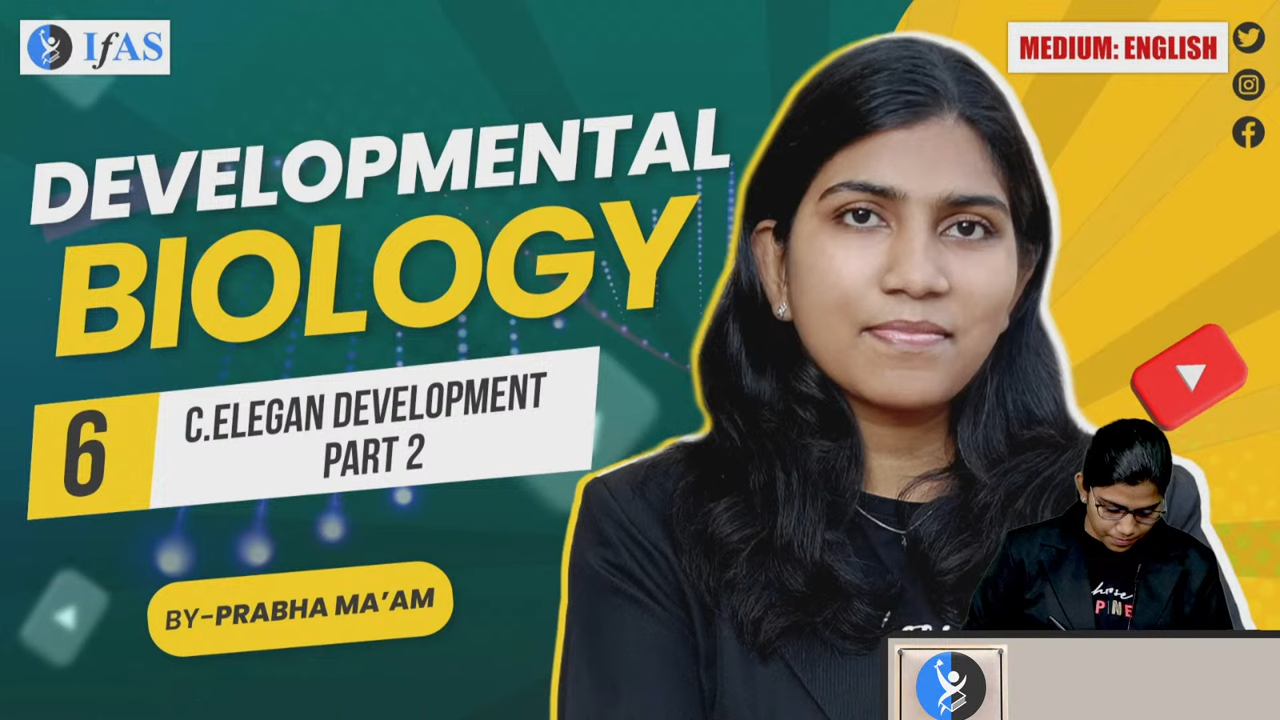 IfAS
MEDIUM: ENGLISH
DEVELOPMENTAL
BIOLOGY
6
C.ELEGAN DEVELOPMENT
PART 2
BY-PRABHA MA'AM